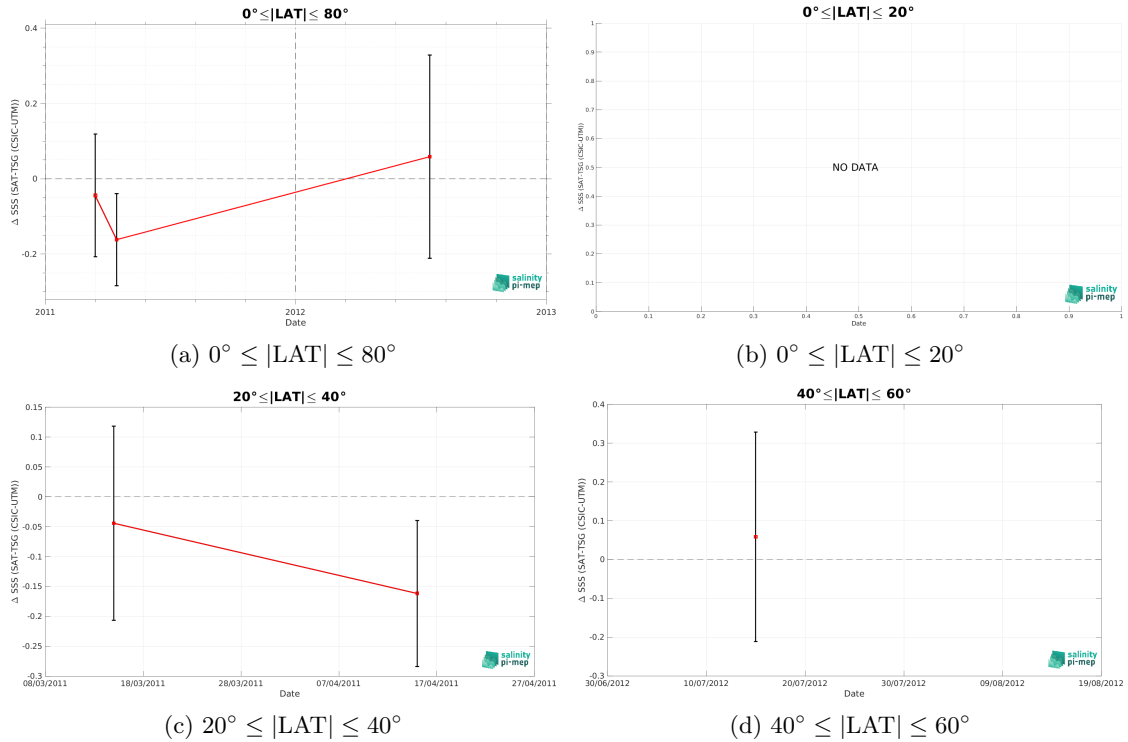 0°≤|LAT|≤ 80°
0.4
0.2
0
-0.2
Δ SSS (SAT-TSG (CSIC-UTM))
2011
2012
2013
Date
salinity
pi-mep
(a) 0° ≤ |LAT| ≤ 80°
0°≤|LAT|≤ 20°
1
0.9
0.8
0.7
0.6
0.5
0.4
0.3
0.2
0.1
0
Δ SSS (SAT-TSG (CSIC-UTM))
NO DATA
0 0.1 0.2 0.3 0.4 0.5 0.6 0.7 0.8 0.9 1
Date
salinity
pi-mep
(b) 0° ≤ |LAT| ≤ 20°
20°≤|LAT|≤ 40°
0.15
0.1
0.05
0
-0.05
-0.1
-0.15
-0.2
-0.25
-0.3
Δ SSS (SAT-TSG (CSIC-UTM))
08/03/2011 18/03/2011 28/03/2011 07/04/2011 17/04/2011 27/04/2011
Date
salinity
pi-mep
(c) 20° ≤ |LAT| ≤ 40°
40°≤|LAT|≤ 60°
0.4
0.3
0.2
0.1
0
-0.1
-0.2
-0.3
Δ SSS (SAT-TSG (CSIC-UTM))
30/06/2012 10/07/2012 20/07/2012 30/07/2012 09/08/2012 19/08/2012
Date
salinity
pi-mep
(d) 40° ≤ |LAT| ≤ 60°